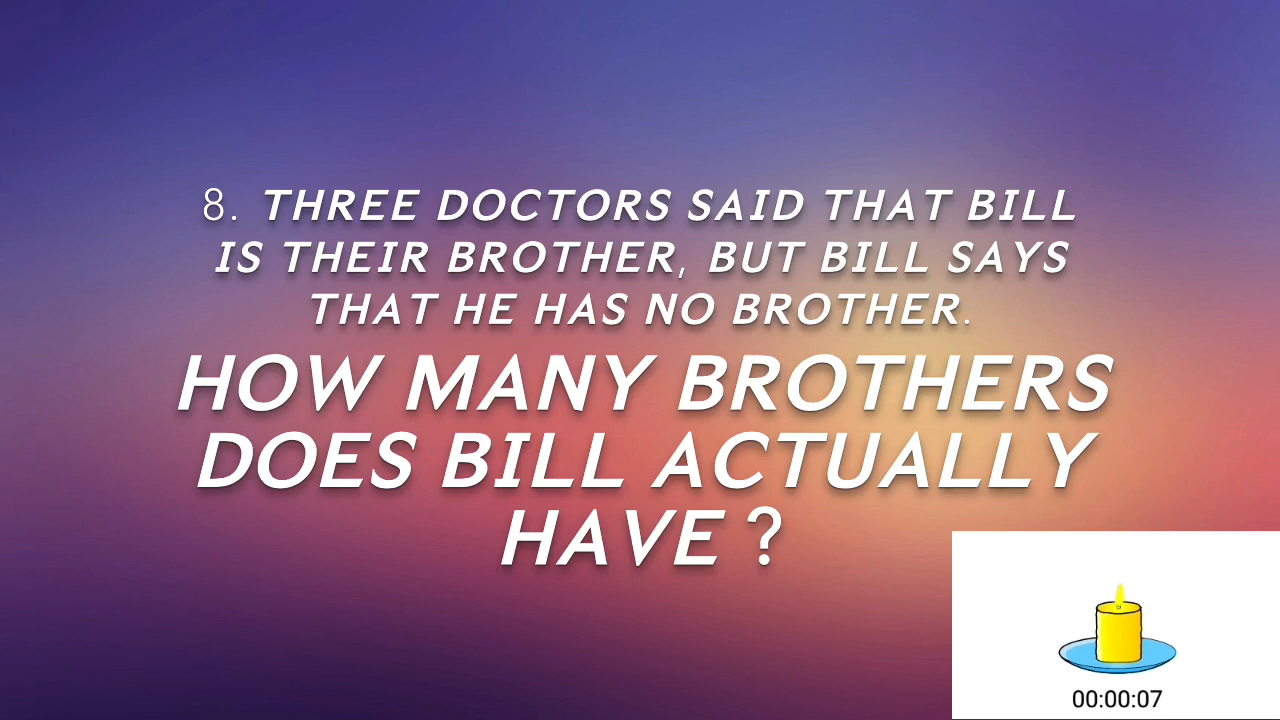 8. THREE DOCTORS SAID THAT BILL
IS THEIR BROTHER, BUT BILL SAYS
THAT HE HAS NO BROTHER.
HOW MANY BROTHERS
DOES BILL ACTUALLY
HAVE ?
00:00:07